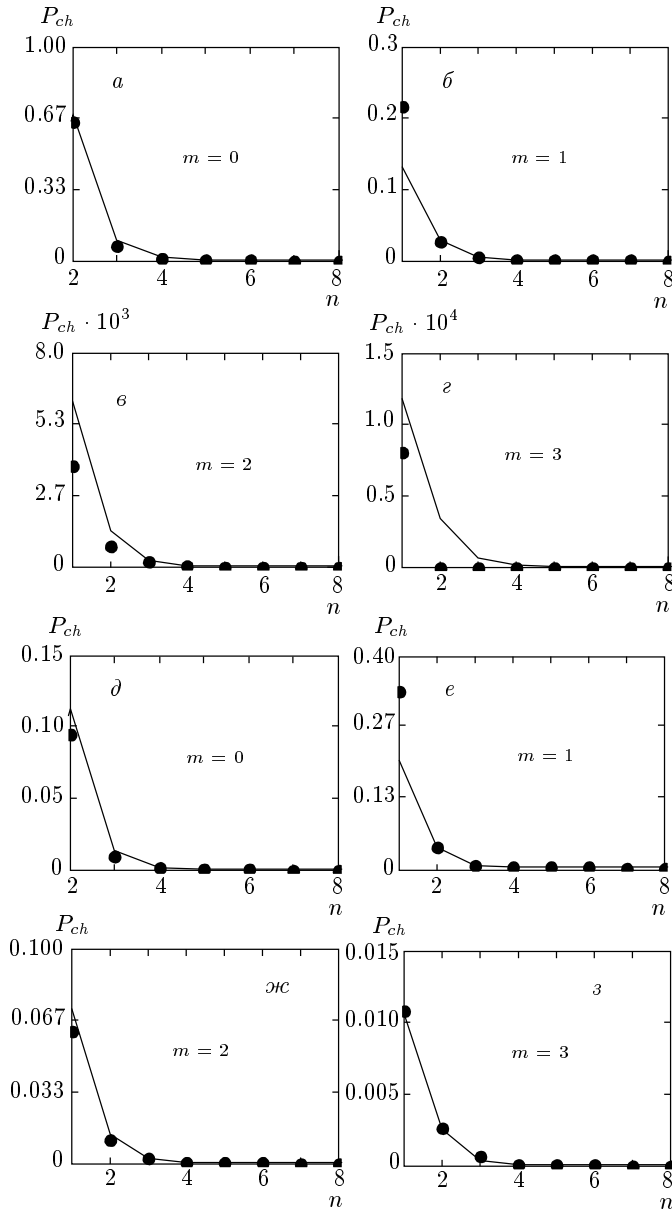 P_ch
1.00
а
0.67
m = 0
0.33
0
2 4 6 8
n
P_ch
0.3
б
0.2
m = 1
0.1
0
2 4 6 8
n
P_ch · 10³
8.0
в
5.3
m = 2
2.7
0
2 4 6 8
n
P_ch · 10⁴
1.5
г
1.0
m = 3
0.5
0
2 4 6 8
n
P_ch
0.15
д
0.10
m = 0
0.05
0
2 4 6 8
n
P_ch
0.40
е
0.27
m = 1
0.13
0
2 4 6 8
n
P_ch
0.100
ж
0.067
m = 2
0.033
0
2 4 6 8
n
P_ch
0.015
з
0.010
m = 3
0.005
0
2 4 6 8
n